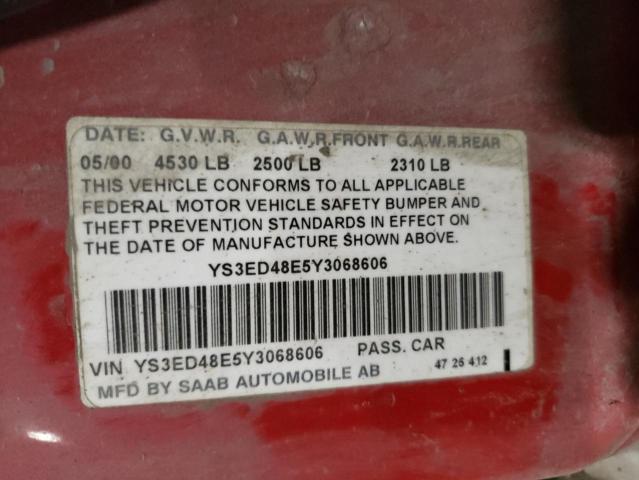 DATE: G.V.W.R. G.A.W.R.FRONT G.A.W.R.REAR
05/00 4530 LB 2500 LB 2310 LB
THIS VEHICLE CONFORMS TO ALL APPLICABLE
FEDERAL MOTOR VEHICLE SAFETY BUMPER AND
THEFT PREVENTION STANDARDS IN EFFECT ON
THE DATE OF MANUFACTURE SHOWN ABOVE.
YS3ED48E5Y3068606
VIN YS3ED48E5Y3068606 PASS. CAR
MFD BY SAAB AUTOMOBILE AB 47 26 412